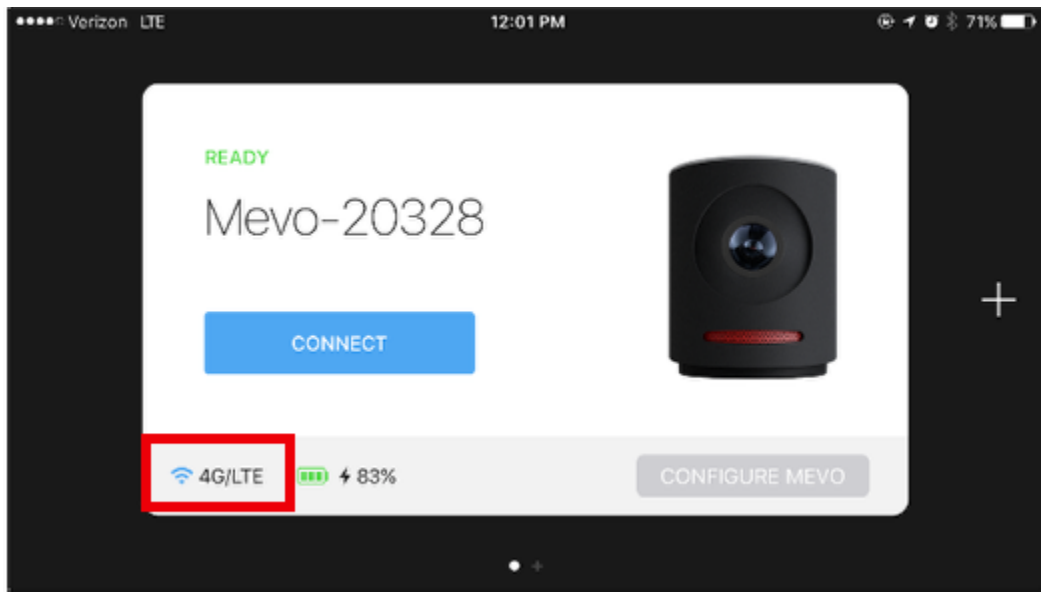 Verizon LTE 12:01 PM 71%
READY
Mevo-20328
CONNECT
4G/LTE 83% CONFIGURE MEVO